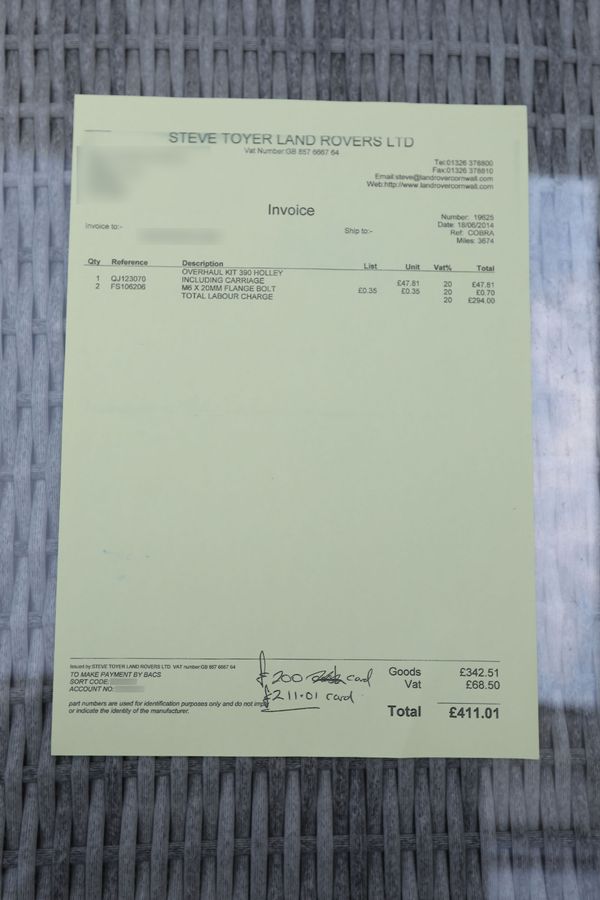 STEVE TOYER LAND ROVERS LTD
Vat Number:GB 857 6667 64
Tel:01326 378800
Fax:01326 378810
Email:steve@landrovercornwall.com
Web:http://www.landrovercornwall.com
Invoice
Invoice to:-
Ship to:-
Number: 19625
Date: 18/06/2014
Ref: COBRA
Miles: 3674
Qty Reference Description List Unit Vat% Total
OVERHAUL KIT 390 HOLLEY
1 QJ123070 INCLUDING CARRIAGE £47.81 20 £47.81
2 FS106206 M6 X 20MM FLANGE BOLT £0.35 £0.35 20 £0.70
TOTAL LABOUR CHARGE 20 £294.00
Issued by STEVE TOYER LAND ROVERS LTD. VAT number:GB 857 6667 64
TO MAKE PAYMENT BY BACS
SORT CODE:
ACCOUNT NO:
part numbers are used for identification purposes only and do not imply
or indicate the identity of the manufacturer.
£200 card
£211.01 card
Goods £342.51
Vat £68.50
Total £411.01